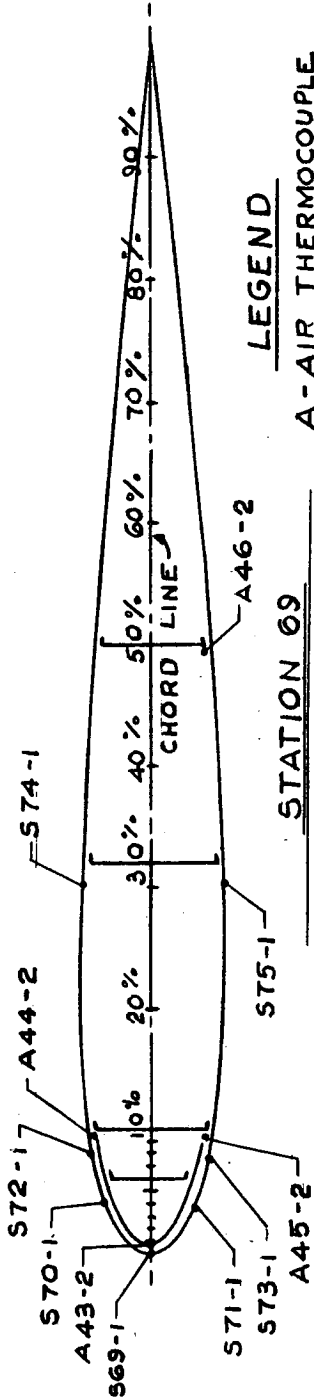 S74-1
A44-2
S72-1
S70-1
A43-2
S69-1
10%
20%
30%
40%
50%
60%
70%
80%
90%
CHORD LINE
S71-1
S73-1
A45-2
S75-1
A46-2
STATION 69
LEGEND
A - AIR THERMOCOUPLE